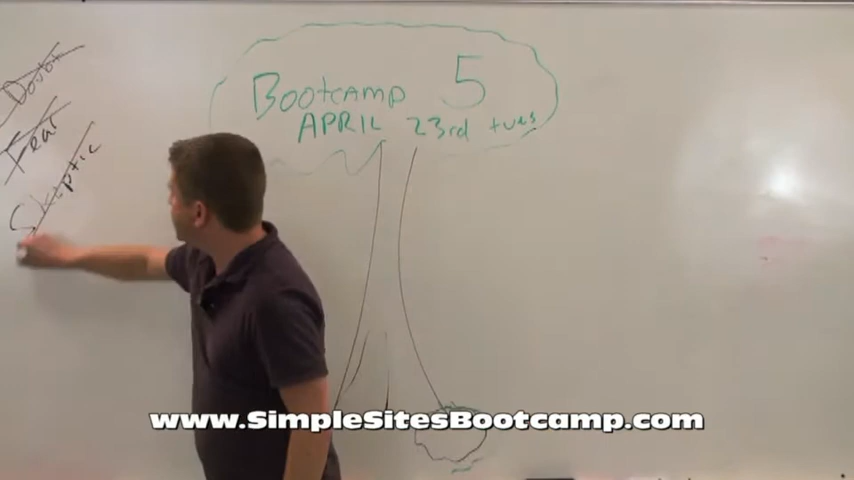 Doubt
Fear
Skeptic
Bootcamp 5
APRIL 23rd tues
www.SimpleSitesBootcamp.com